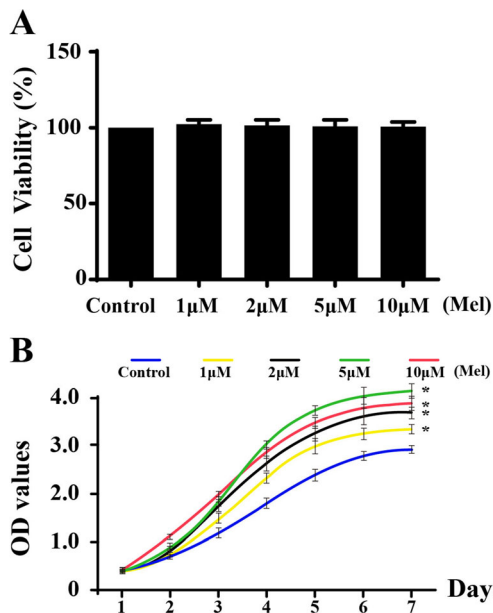 A
Cell Viability (%)
150
100
50
0
Control 1μM 2μM 5μM 10μM (Mel)
B
Control 1μM 2μM 5μM 10μM (Mel)
OD values
4.0
3.0
2.0
1.0
0
*
*
*
*
1 2 3 4 5 6 7 Day